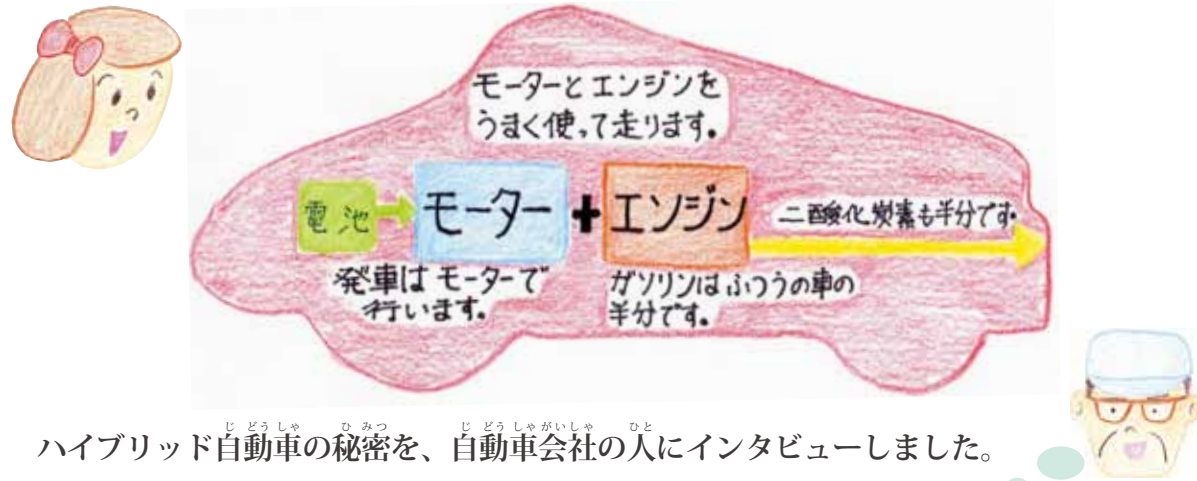 モーターとエンジンを
うまく使って走ります。
電池
モーター
+
エンジン
二酸化炭素も半分です。
発車はモーターで
行います。
ガソリンはふつうの車の
半分です。
ハイブリッド自動車の秘密を、自動車会社の人にインタビューしました。
じどうしゃ ひみつ じどうしゃがいしゃ ひと